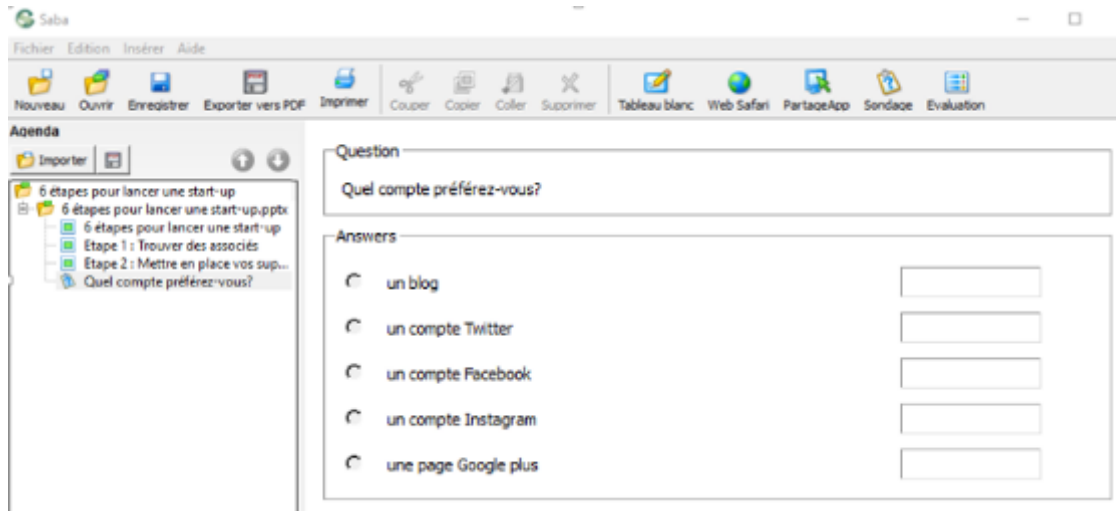 Saba
Fichier Edition Insérer Aide
Nouveau Ouvrir Enregistrer Exporter vers PDF Imprimer Couper Copier Coller Supprimer Tableau blanc Web Safari PartageApp Sondage Evaluation
Agenda
Importer
6 étapes pour lancer une start-up
6 étapes pour lancer une start-up.pptx
6 étapes pour lancer une start-up
Etape 1 : Trouver des associés
Etape 2 : Mettre en place vos sup...
Quel compte préférez-vous?
Question
Quel compte préférez-vous?
Answers
un blog
un compte Twitter
un compte Facebook
un compte Instagram
une page Google plus